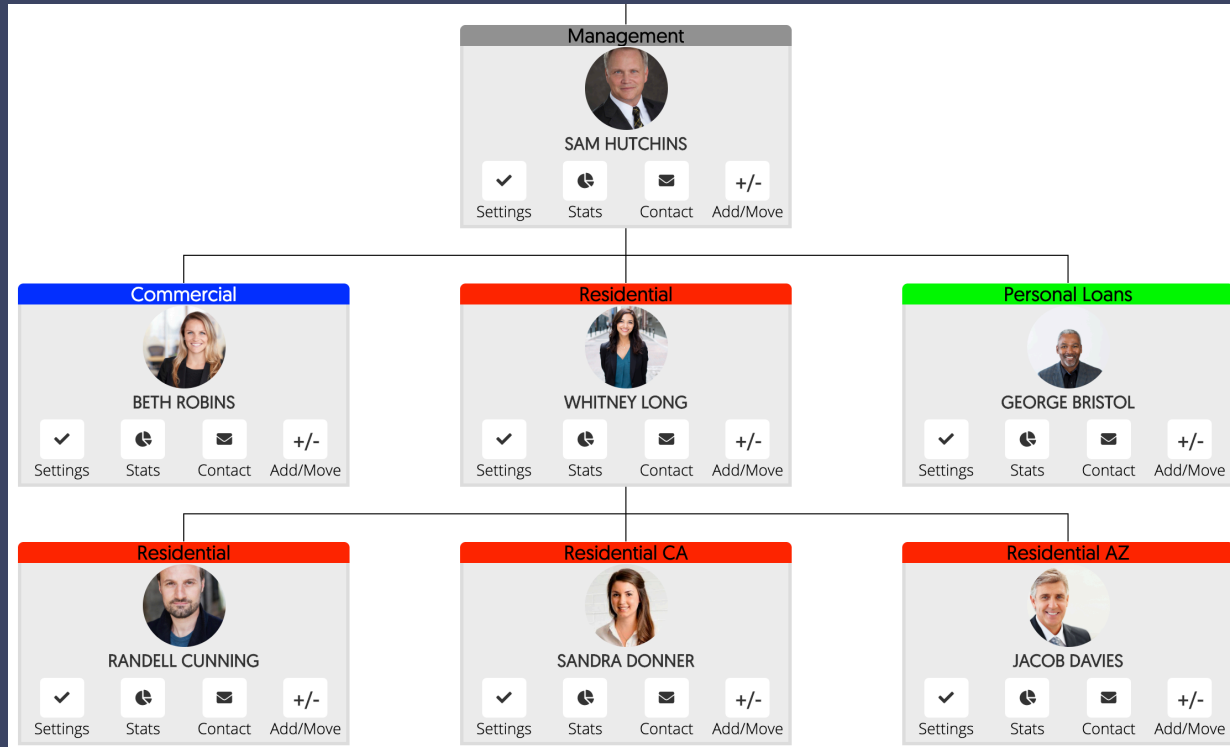 Management
SAM HUTCHINS
+/-
Settings Stats Contact Add/Move
Commercial Residential Personal Loans
BETH ROBINS WHITNEY LONG GEORGE BRISTOL
+/- +/- +/-
Settings Stats Contact Add/Move Settings Stats Contact Add/Move Settings Stats Contact Add/Move
Residential Residential CA Residential AZ
RANDELL CUNNING SANDRA DONNER JACOB DAVIES
+/- +/- +/-
Settings Stats Contact Add/Move Settings Stats Contact Add/Move Settings Stats Contact Add/Move